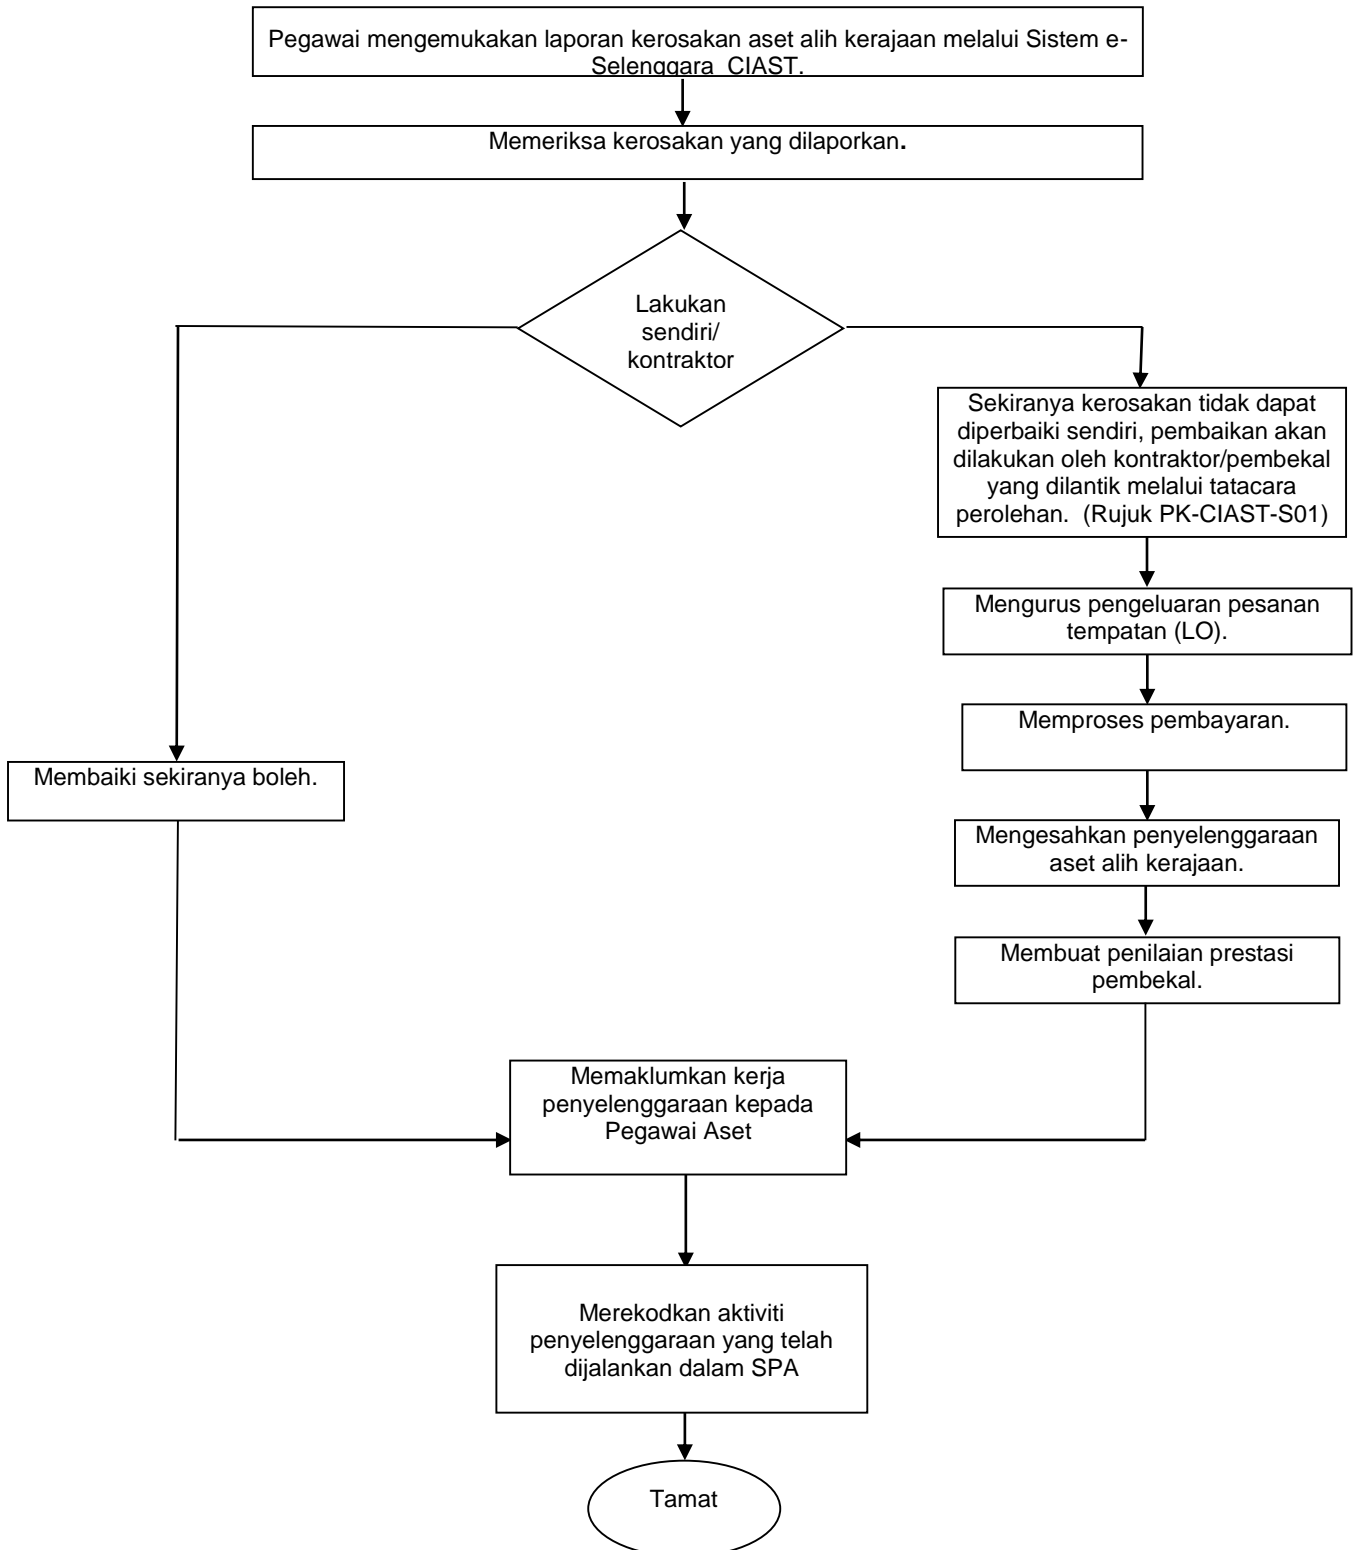 Pegawai mengemukakan laporan kerosakan aset alih kerajaan melalui Sistem e-
Selenggara CIAST.
Memeriksa kerosakan yang dilaporkan.
Lakukan
sendiri/
kontraktor
Sekiranya kerosakan tidak dapat
diperbaiki sendiri, pembaikan akan
dilakukan oleh kontraktor/pembekal
yang dilantik melalui tatacara
perolehan. (Rujuk PK-CIAST-S01)
Mengurus pengeluaran pesanan
tempatan (LO).
Memproses pembayaran.
Membaiki sekiranya boleh.
Mengesahkan penyelenggaraan
aset alih kerajaan.
Membuat penilaian prestasi
pembekal.
Memaklumkan kerja
penyelenggaraan kepada
Pegawai Aset
Merekodkan aktiviti
penyelenggaraan yang telah
dijalankan dalam SPA
Tamat